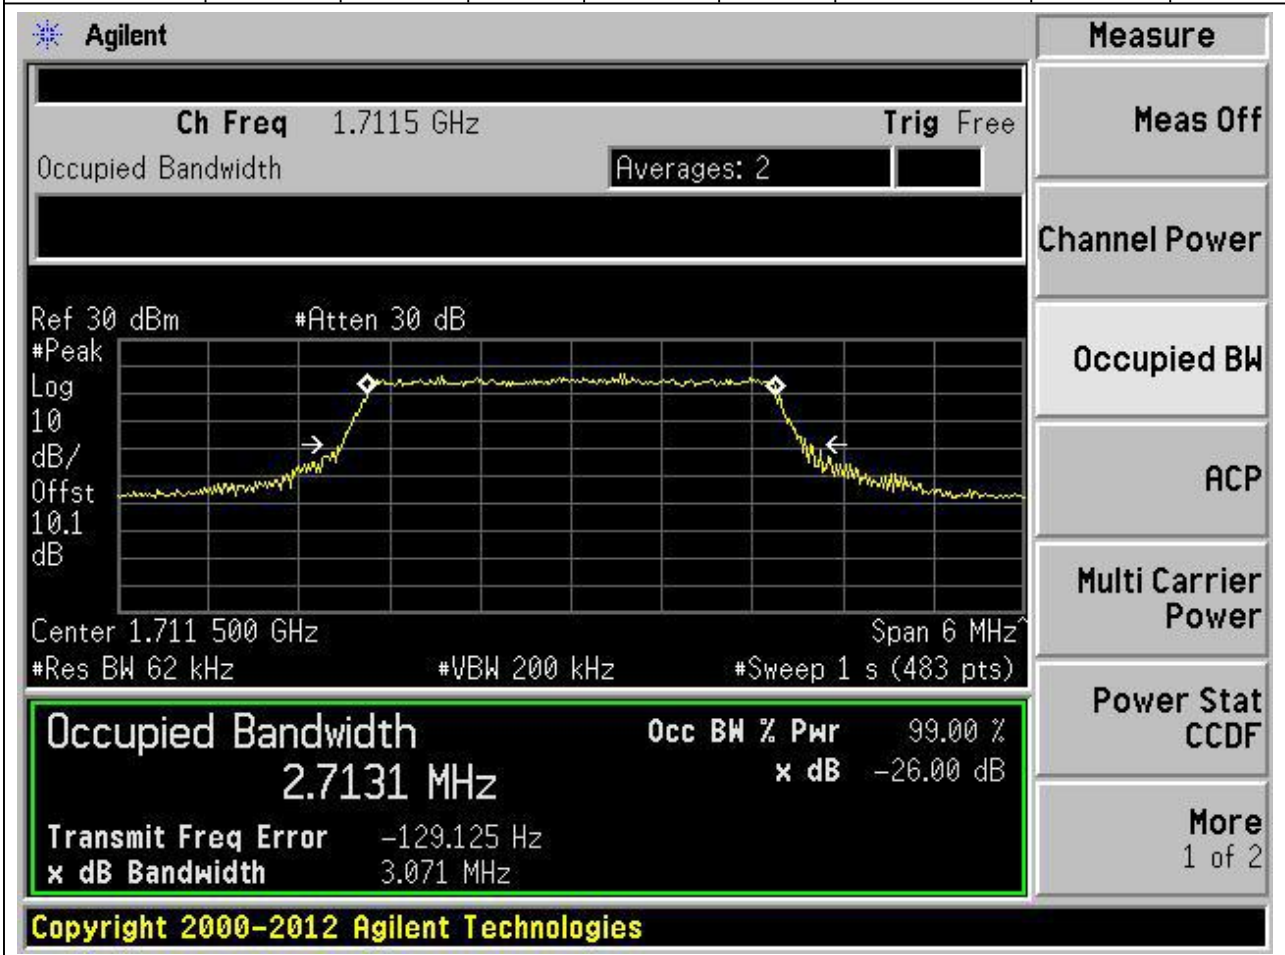 Agilent
Measure
Ch Freq 1.7115 GHz Trig Free
Meas Off
Occupied Bandwidth Averages: 2
Channel Power
Ref 30 dBm #Atten 30 dB
#Peak
Log
10
dB/
Offst
10.1
dB
Occupied BW
ACP
Multi Carrier
Power
Center 1.711 500 GHz Span 6 MHz^
#Res BW 62 kHz #VBW 200 kHz #Sweep 1 s (483 pts)
Power Stat
CCDF
Occupied Bandwidth Occ BW % Pwr 99.00 %
2.7131 MHz x dB -26.00 dB
Transmit Freq Error -129.125 Hz
x dB Bandwidth 3.071 MHz
More
1 of 2
Copyright 2000-2012 Agilent Technologies